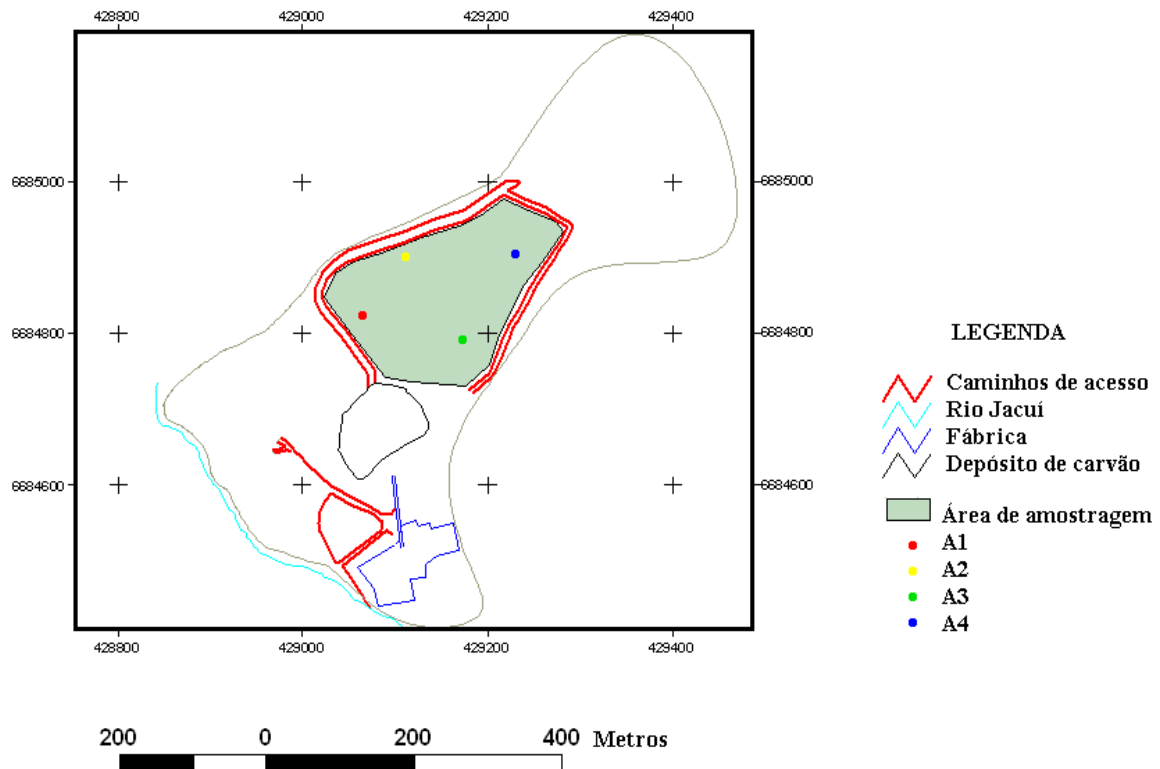 428800 429000 429200 429400
6685000 6685000
6684800 6684800
6684600 6684600
428800 429000 429200 429400
LEGENDA
Caminhos de acesso
Rio Jacuí
Fábrica
Depósito de carvão
Área de amostragem
A1
A2
A3
A4
200 0 200 400 Metros